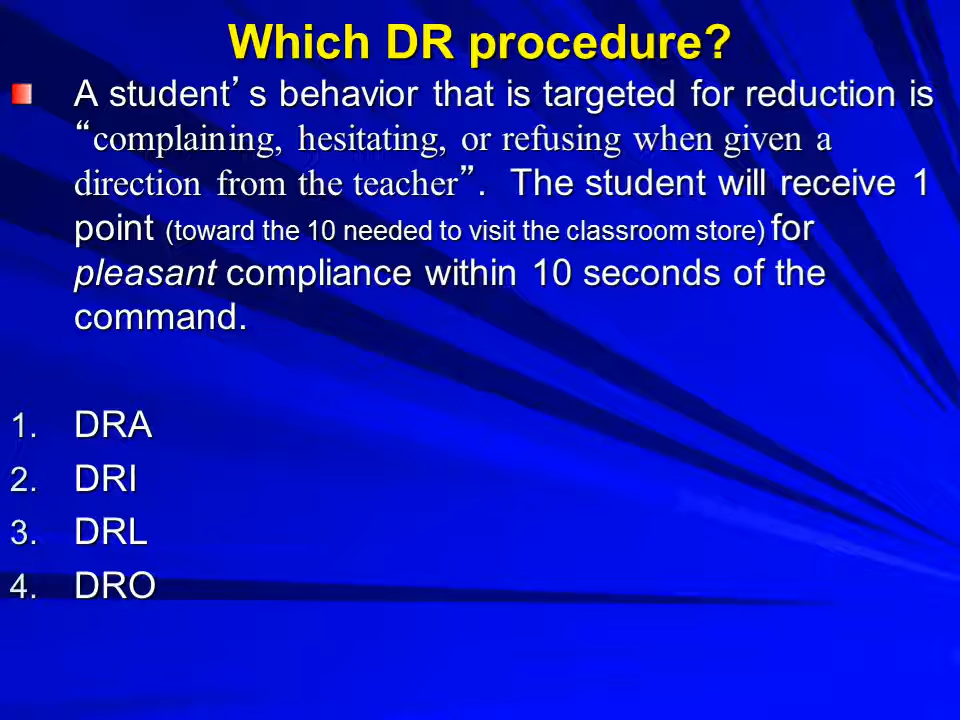 Which DR procedure?
A student’s behavior that is targeted for reduction is
“complaining, hesitating, or refusing when given a
direction from the teacher”. The student will receive 1
point (toward the 10 needed to visit the classroom store) for
pleasant compliance within 10 seconds of the
command.
1. DRA
2. DRI
3. DRL
4. DRO